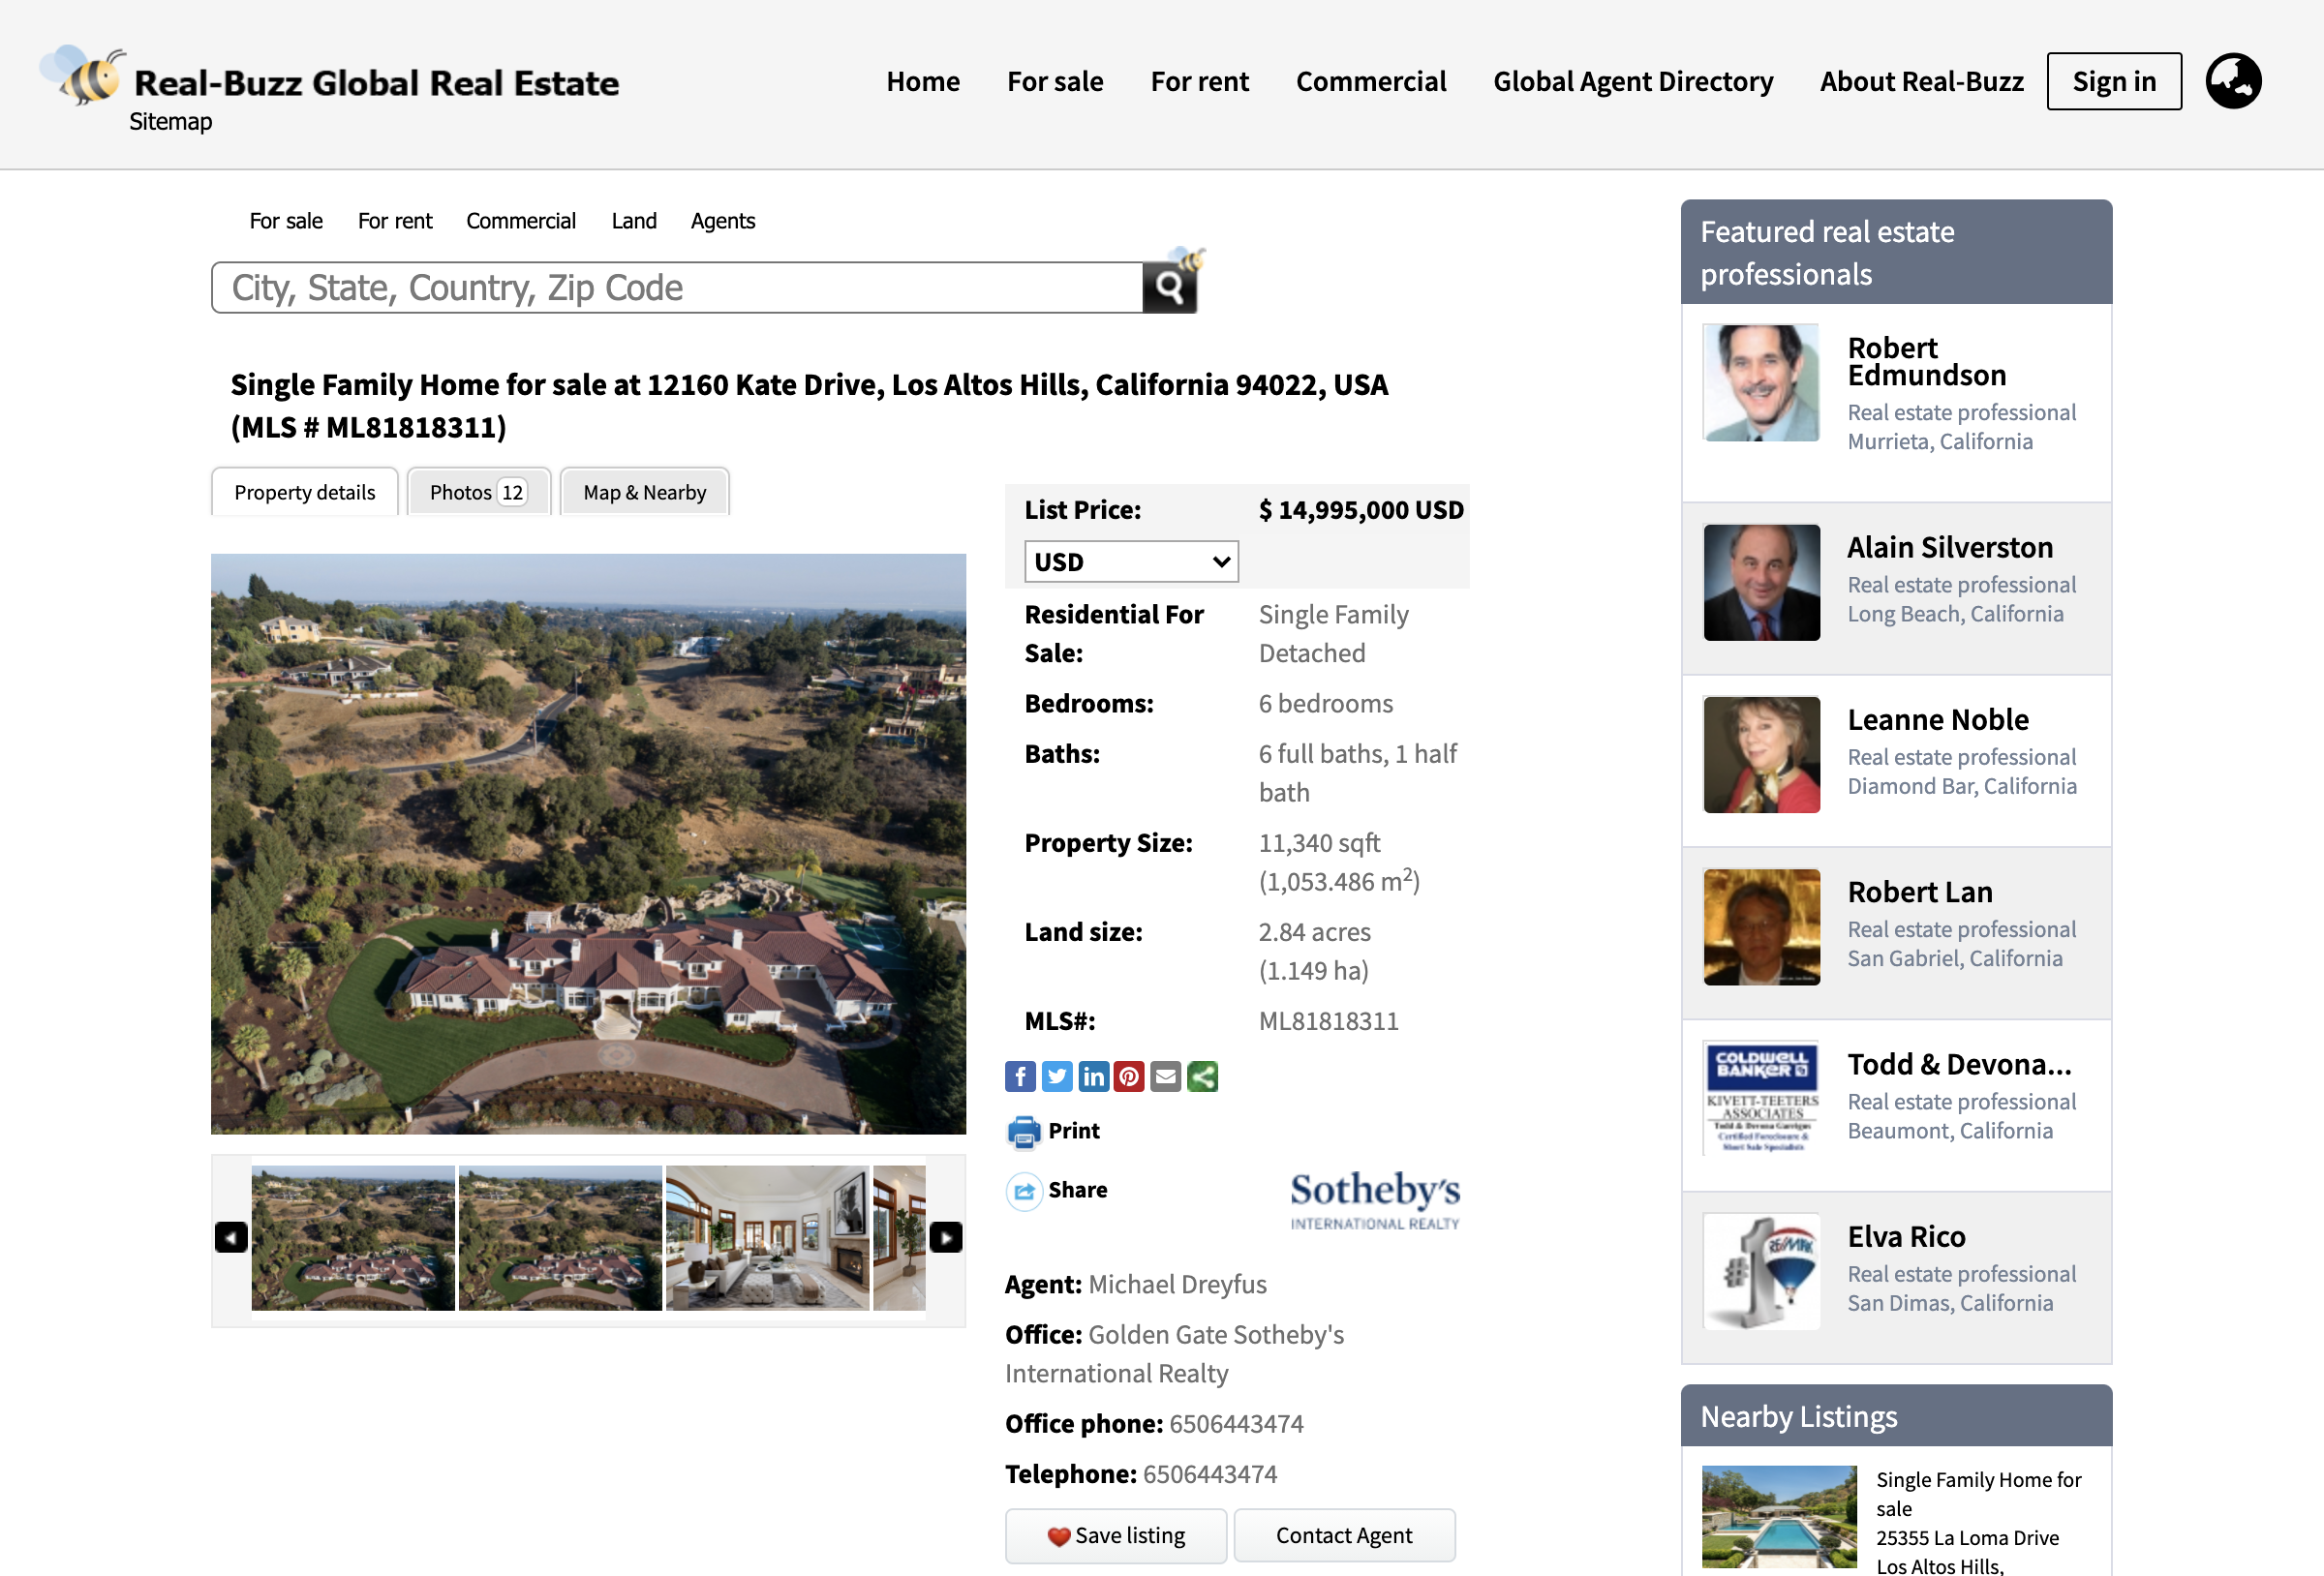 Real-Buzz Global Real Estate
Sitemap
Home For sale For rent Commercial Global Agent Directory About Real-Buzz Sign in
For sale For rent Commercial Land Agents
City, State, Country, Zip Code
Single Family Home for sale at 12160 Kate Drive, Los Altos Hills, California 94022, USA
(MLS # ML81818311)
Property details Photos 12 Map & Nearby
List Price: $ 14,995,000 USD
USD
Residential For Sale: Single Family Detached
Bedrooms: 6 bedrooms
Baths: 6 full baths, 1 half bath
Property Size: 11,340 sqft
(1,053.486 m²)
Land size: 2.84 acres
(1.149 ha)
MLS#: ML81818311
Print
Share
Sotheby's
INTERNATIONAL REALTY
Agent: Michael Dreyfus
Office: Golden Gate Sotheby's
International Realty
Office phone: 6506443474
Telephone: 6506443474
Save listing Contact Agent
Featured real estate
professionals
Robert
Edmundson
Real estate professional
Murrieta, California
Alain Silverston
Real estate professional
Long Beach, California
Leanne Noble
Real estate professional
Diamond Bar, California
Robert Lan
Real estate professional
San Gabriel, California
COLDWELL
BANKER
KIVETT-TEETERS
ASSOCIATES
Todd & Devona Garrigus
Certified Foreclosure &
Short Sale Specialists
Todd & Devona...
Real estate professional
Beaumont, California
#1
RE/MAX
Elva Rico
Real estate professional
San Dimas, California
Nearby Listings
Single Family Home for
sale
25355 La Loma Drive
Los Altos Hills,